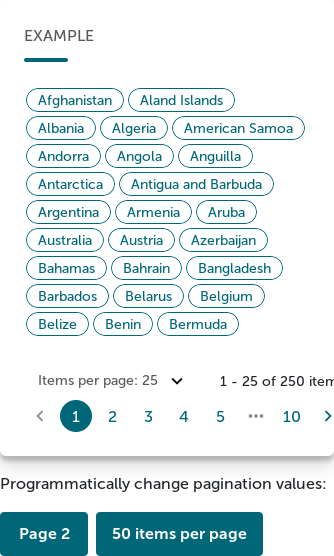 EXAMPLE
Afghanistan Aland Islands
Albania Algeria American Samoa
Andorra Angola Anguilla
Antarctica Antigua and Barbuda
Argentina Armenia Aruba
Australia Austria Azerbaijan
Bahamas Bahrain Bangladesh
Barbados Belarus Belgium
Belize Benin Bermuda
Items per page: 25 1 - 25 of 250 item
1 2 3 4 5 ••• 10
Programmatically change pagination values:
Page 2 50 items per page